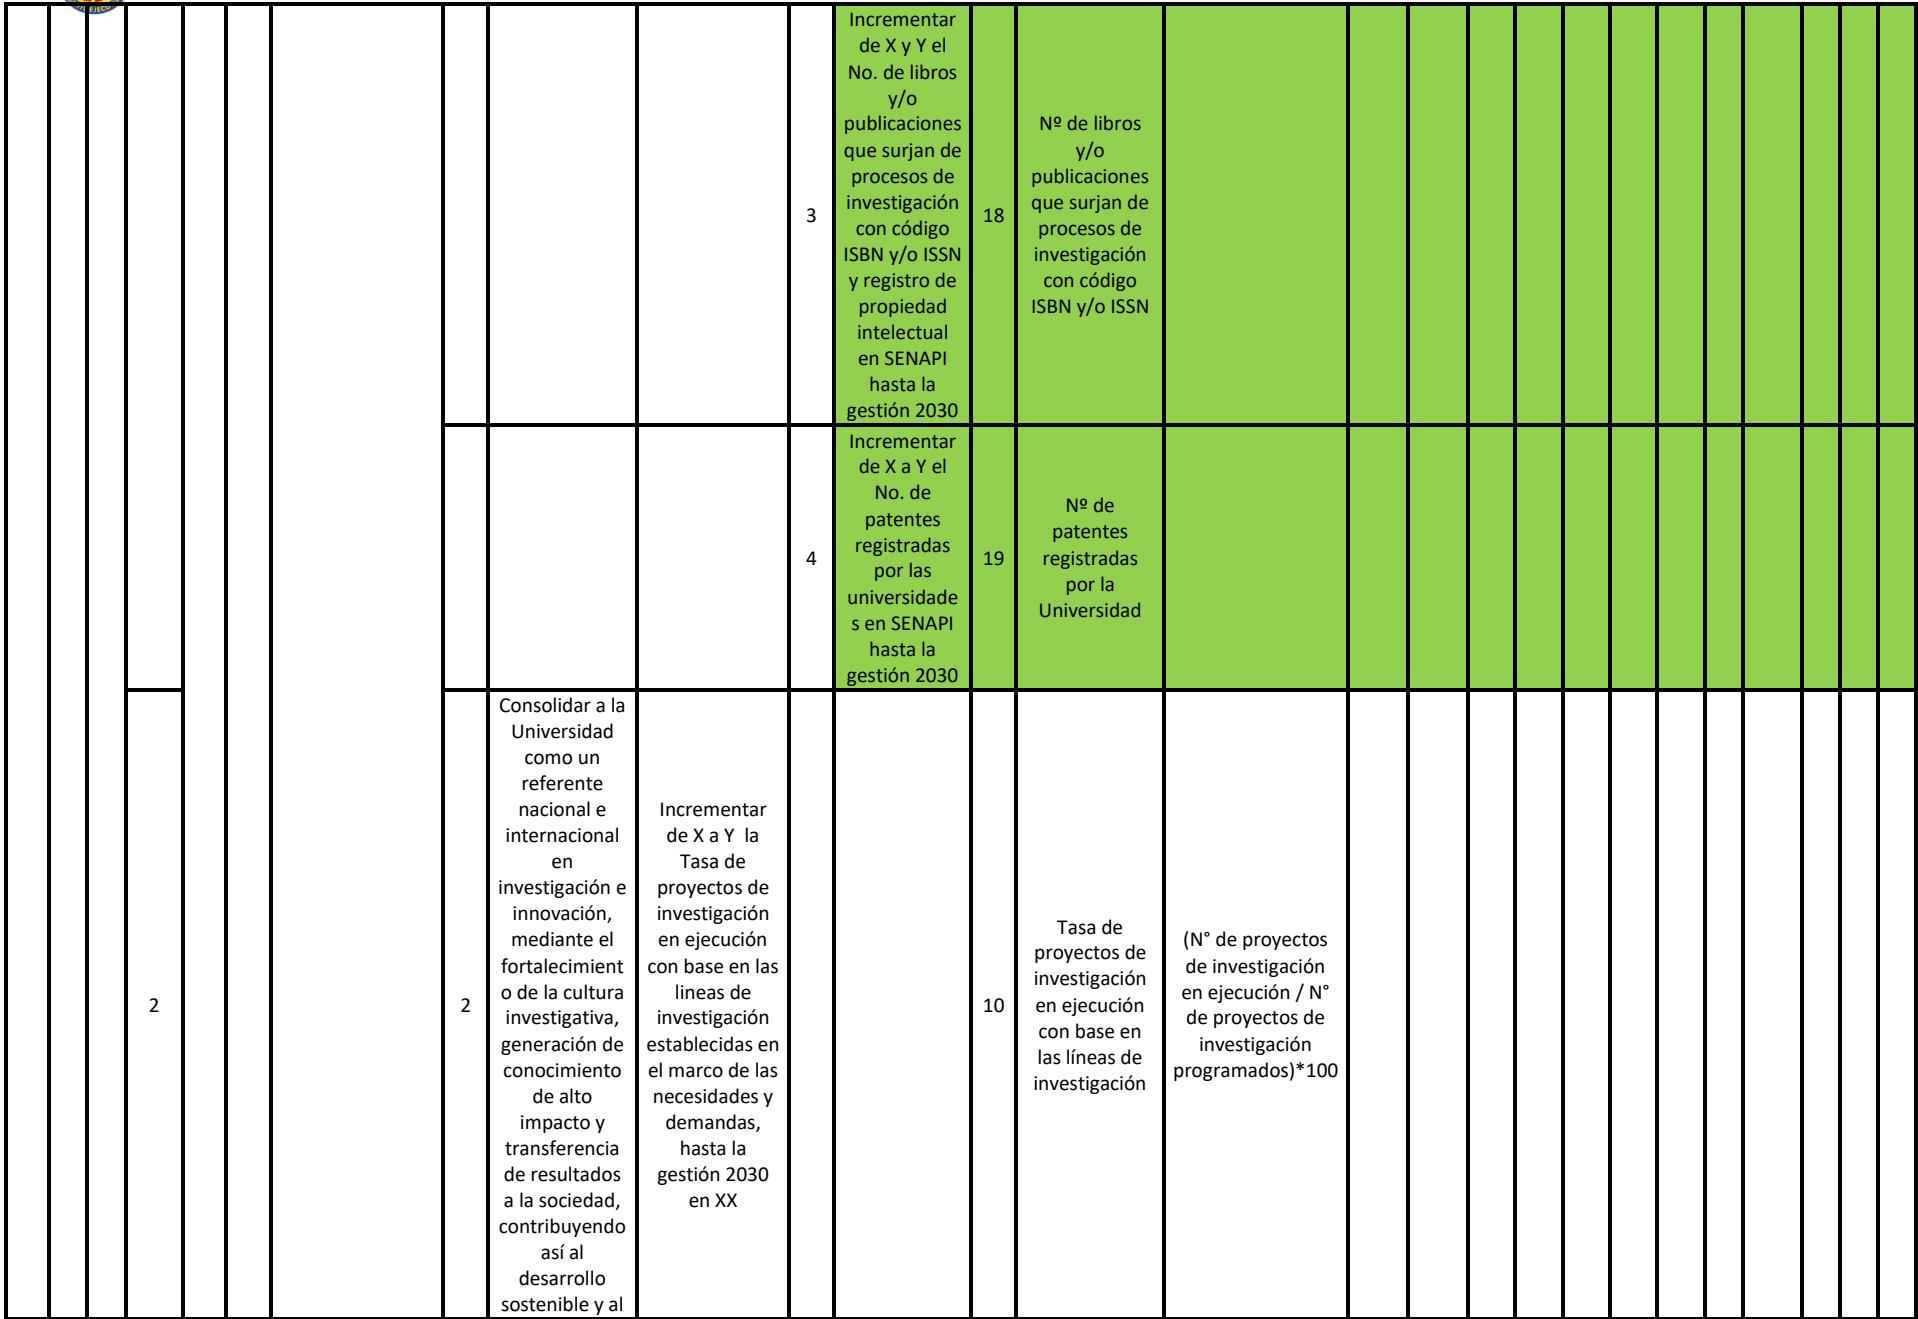 3
Incrementar
de X y Y el
No. de libros
y/o
publicaciones
que surjan de
procesos de
investigación
con código
ISBN y/o ISSN
y registro de
propiedad
intelectual
en SENAPI
hasta la
gestión 2030
18
Nº de libros
y/o
publicaciones
que surjan de
procesos de
investigación
con código
ISBN y/o ISSN
4
Incrementar
de X a Y el
No. de
patentes
registradas
por las
universidade
s en SENAPI
hasta la
gestión 2030
19
Nº de
patentes
registradas
por la
Universidad
2
2
Consolidar a la
Universidad
como un
referente
nacional e
internacional
en
investigación e
innovación,
mediante el
fortalecimient
o de la cultura
investigativa,
generación de
conocimiento
de alto
impacto y
transferencia
de resultados
a la sociedad,
contribuyendo
así al
desarrollo
sostenible y al
Incrementar
de X a Y  la
Tasa de
proyectos de
investigación
en ejecución
con base en las
lineas de
investigación
establecidas en
el marco de las
necesidades y
demandas,
hasta la
gestión 2030
en XX
10
Tasa de
proyectos de
investigación
en ejecución
con base en
las líneas de
investigación
(N° de proyectos
de investigación
en ejecución / N°
de proyectos de
investigación
programados)*100